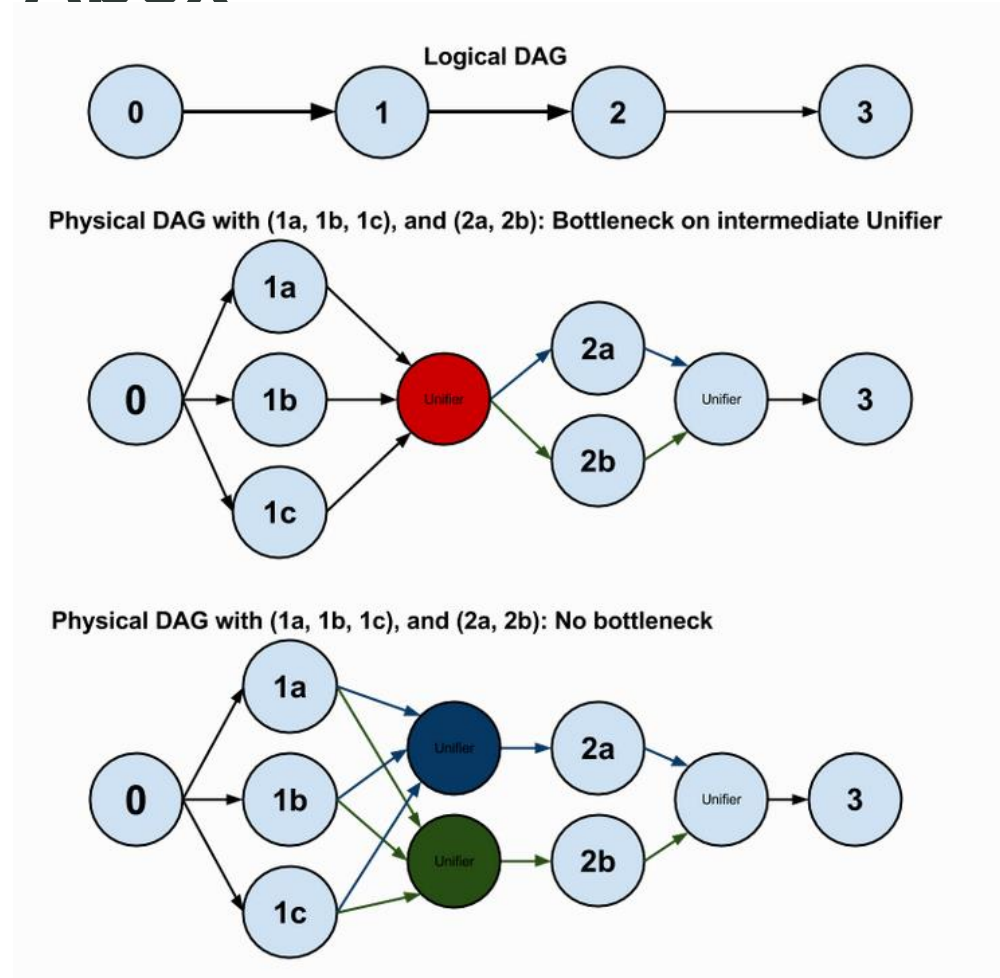 Logical DAG
0
1
2
3
Physical DAG with (1a, 1b, 1c), and (2a, 2b): Bottleneck on intermediate Unifier
1a
2a
0
1b
Unifier
Unifier
3
2b
1c
Physical DAG with (1a, 1b, 1c), and (2a, 2b): No bottleneck
1a
Unifier
2a
0
1b
Unifier
3
Unifier
2b
1c